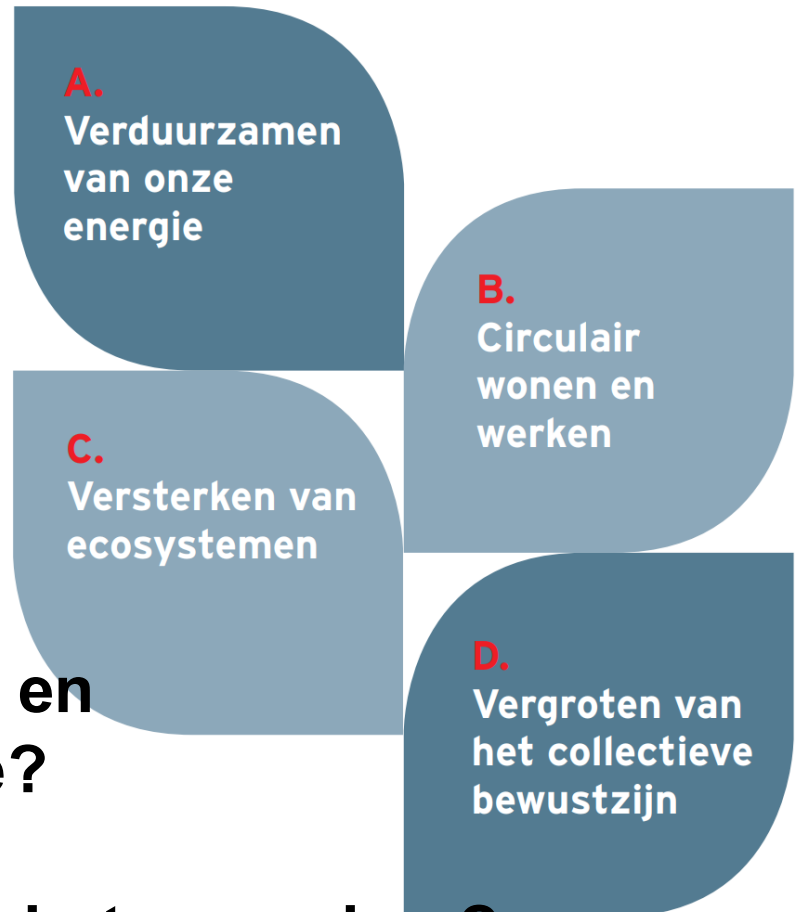 A.
Verduurzamen
van onze
energie
B.
Circulair
wonen en
werken
C.
Versterken van
ecosystemen
en
?
D.
Vergroten van
het collectieve
bewustzijn